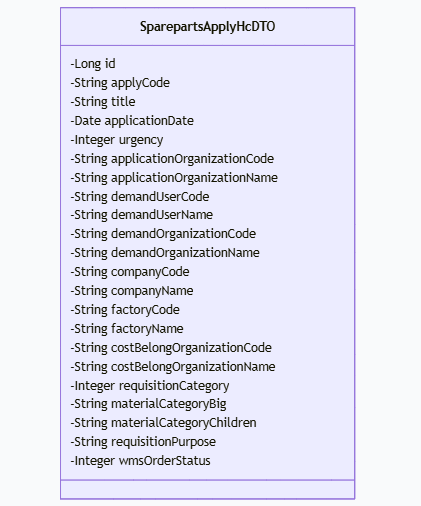 SparepartsApplyHcDTO
-Long id
-String applyCode
-String title
-Date applicationDate
-Integer urgency
-String applicationOrganizationCode
-String applicationOrganizationName
-String demandUserCode
-String demandUserName
-String demandOrganizationCode
-String demandOrganizationName
-String companyCode
-String companyName
-String factoryCode
-String factoryName
-String costBelongOrganizationCode
-String costBelongOrganizationName
-Integer requisitionCategory
-String materialCategoryBig
-String materialCategoryChildren
-String requisitionPurpose
-Integer wmsOrderStatus